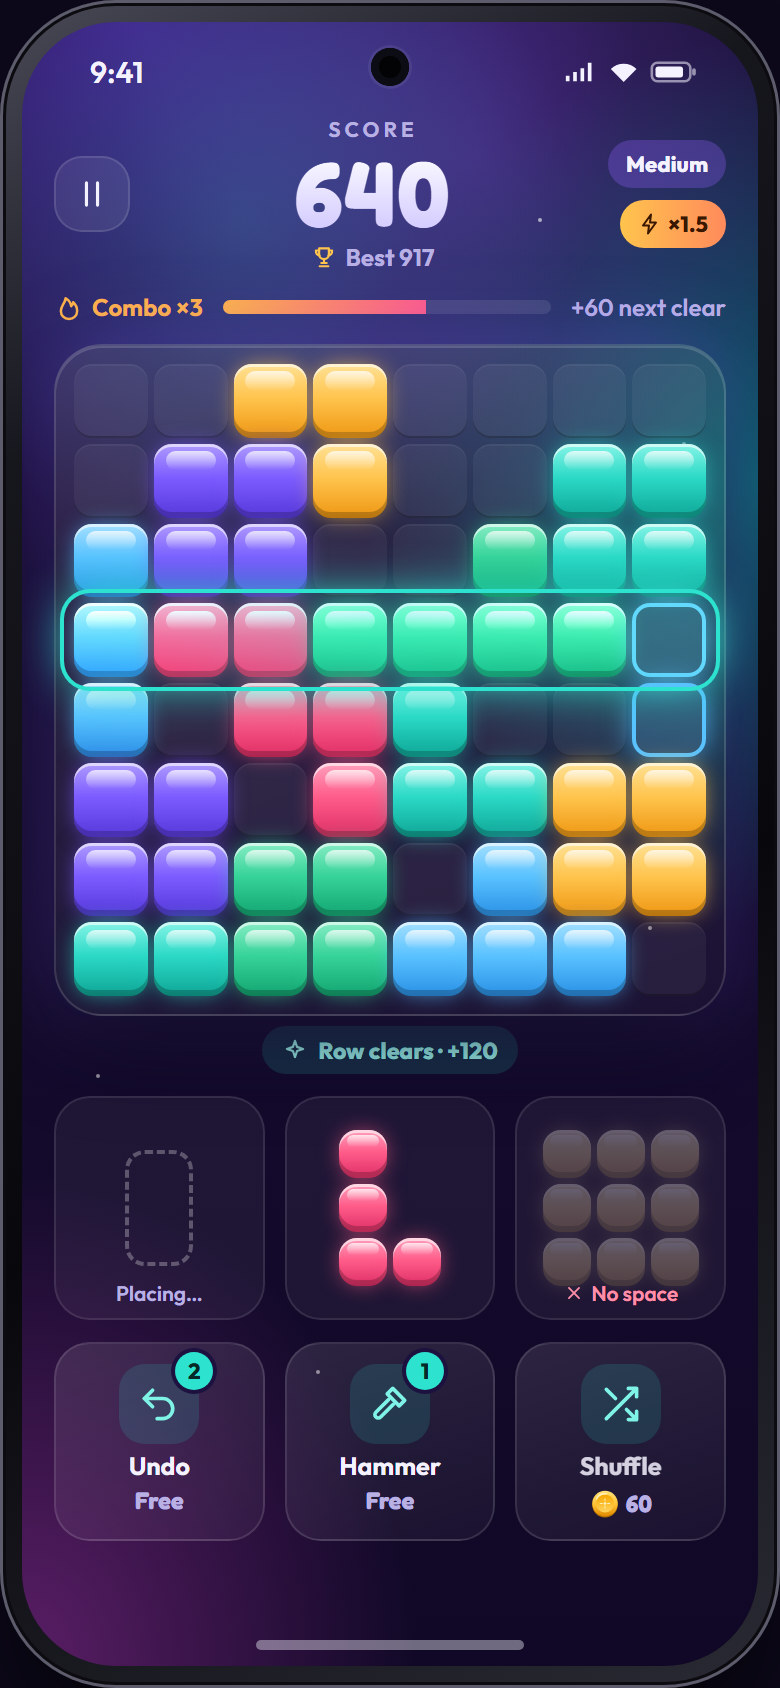 9:41
SCORE
640
Best 917
Medium
×1.5
Combo ×3
+60 next clear
Row clears · +120
Placing...
No space
2
Undo
Free
1
Hammer
Free
Shuffle
60